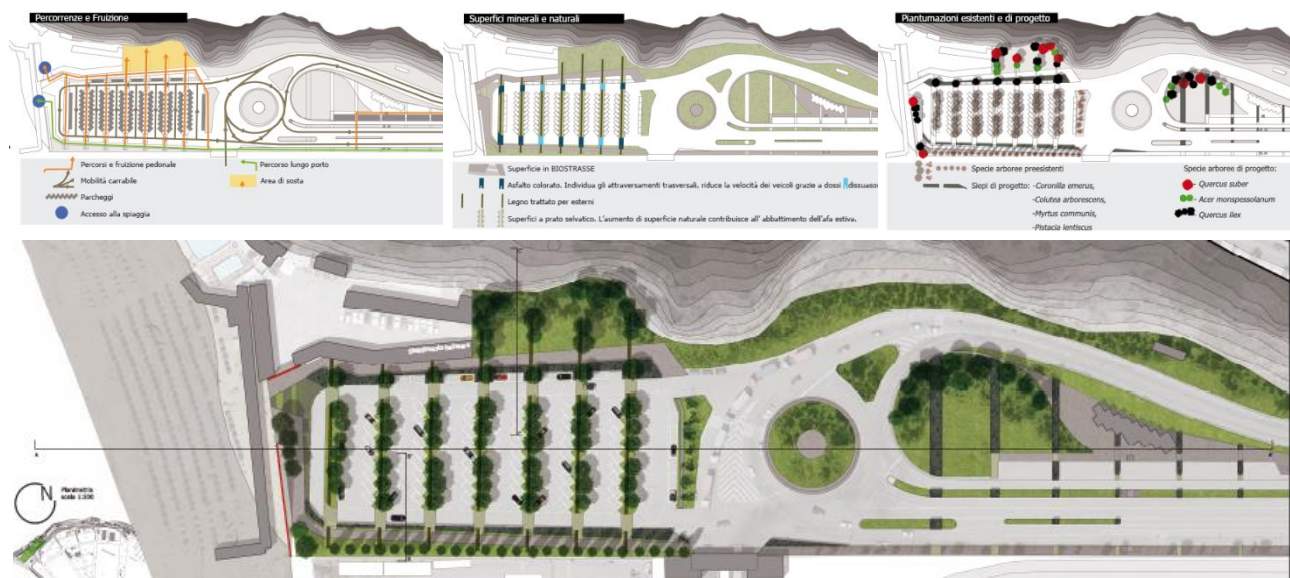 Percorrenze e Fruizione
Percorsi e fruizione pedonale
Percorso lungo porto
Mobilità carrabile
Area di sosta
Parcheggi
Accesso alla spiaggia
Superfici minerali e naturali
Superficie in BIOSTRASSE
Asfalto colorato. Individua gli attraversamenti trasversali, riduce la velocità dei veicoli grazie a dossi dissuasori
Legno trattato per esterni
Superfici a prato selvatico. L'aumento di superficie naturale contribuisce all' abbattimento dell'afa estiva.
Piantumazioni esistenti e di progetto
Specie arboree preesistenti
Specie arboree di progetto:
Siepi di progetto: -Coronilla emerus,
- Quercus suber
-Colutea arborescens,
- Acer monspessolanum
-Myrtus communis,
- Quercus ilex
-Pistacia lentiscus
Stabilimento balneare
A
N
Planimetria
scala 1:500